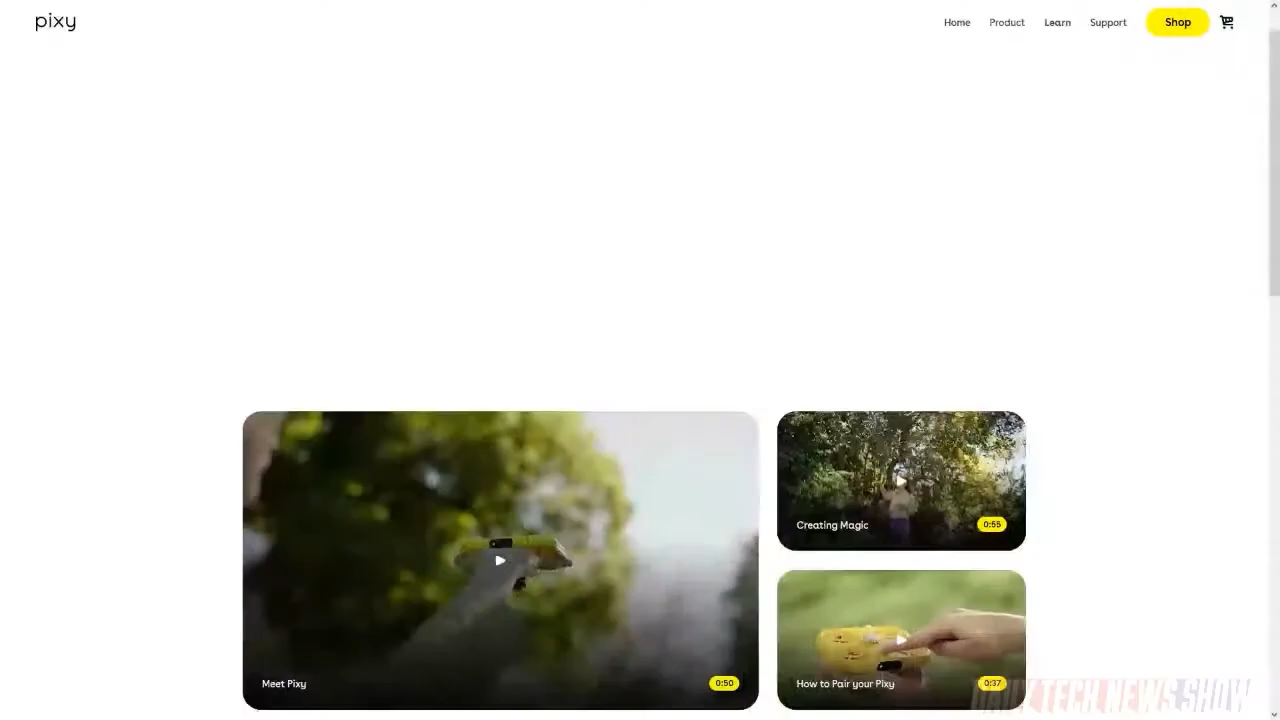 pixy
Home Product Learn Support Shop
Creating Magic 0:55
Meet Pixy 0:50
How to Pair your Pixy 0:37
DAILY TECH NEWS SHOW